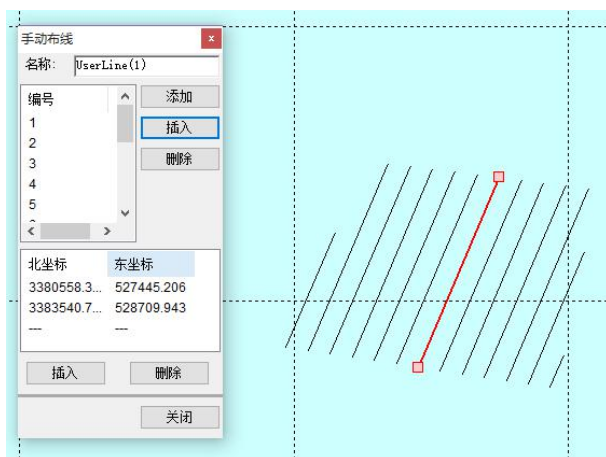 手动布线
名称: UserLine(1)
编号
添加
1
插入
2
3
删除
4
5
北坐标 东坐标
3380558.3... 527445.206
3383540.7... 528709.943
--- ---
插入 删除
关闭